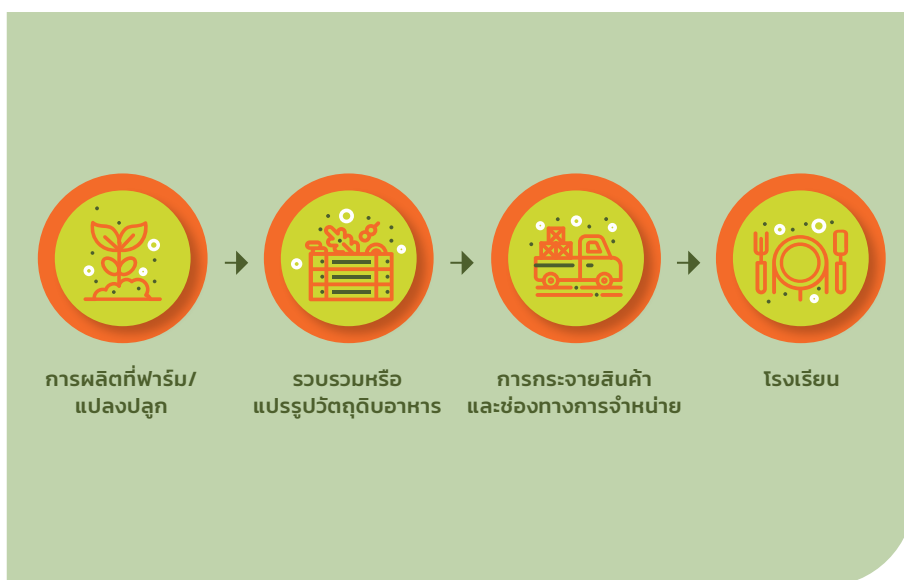 การผลิตที่ฟาร์ม/
แปลงปลูก
รวบรวมหรือ
แปรรูปวัตถุดิบอาหาร
การกระจายสินค้า
และช่องทางการจำหน่าย
โรงเรียน